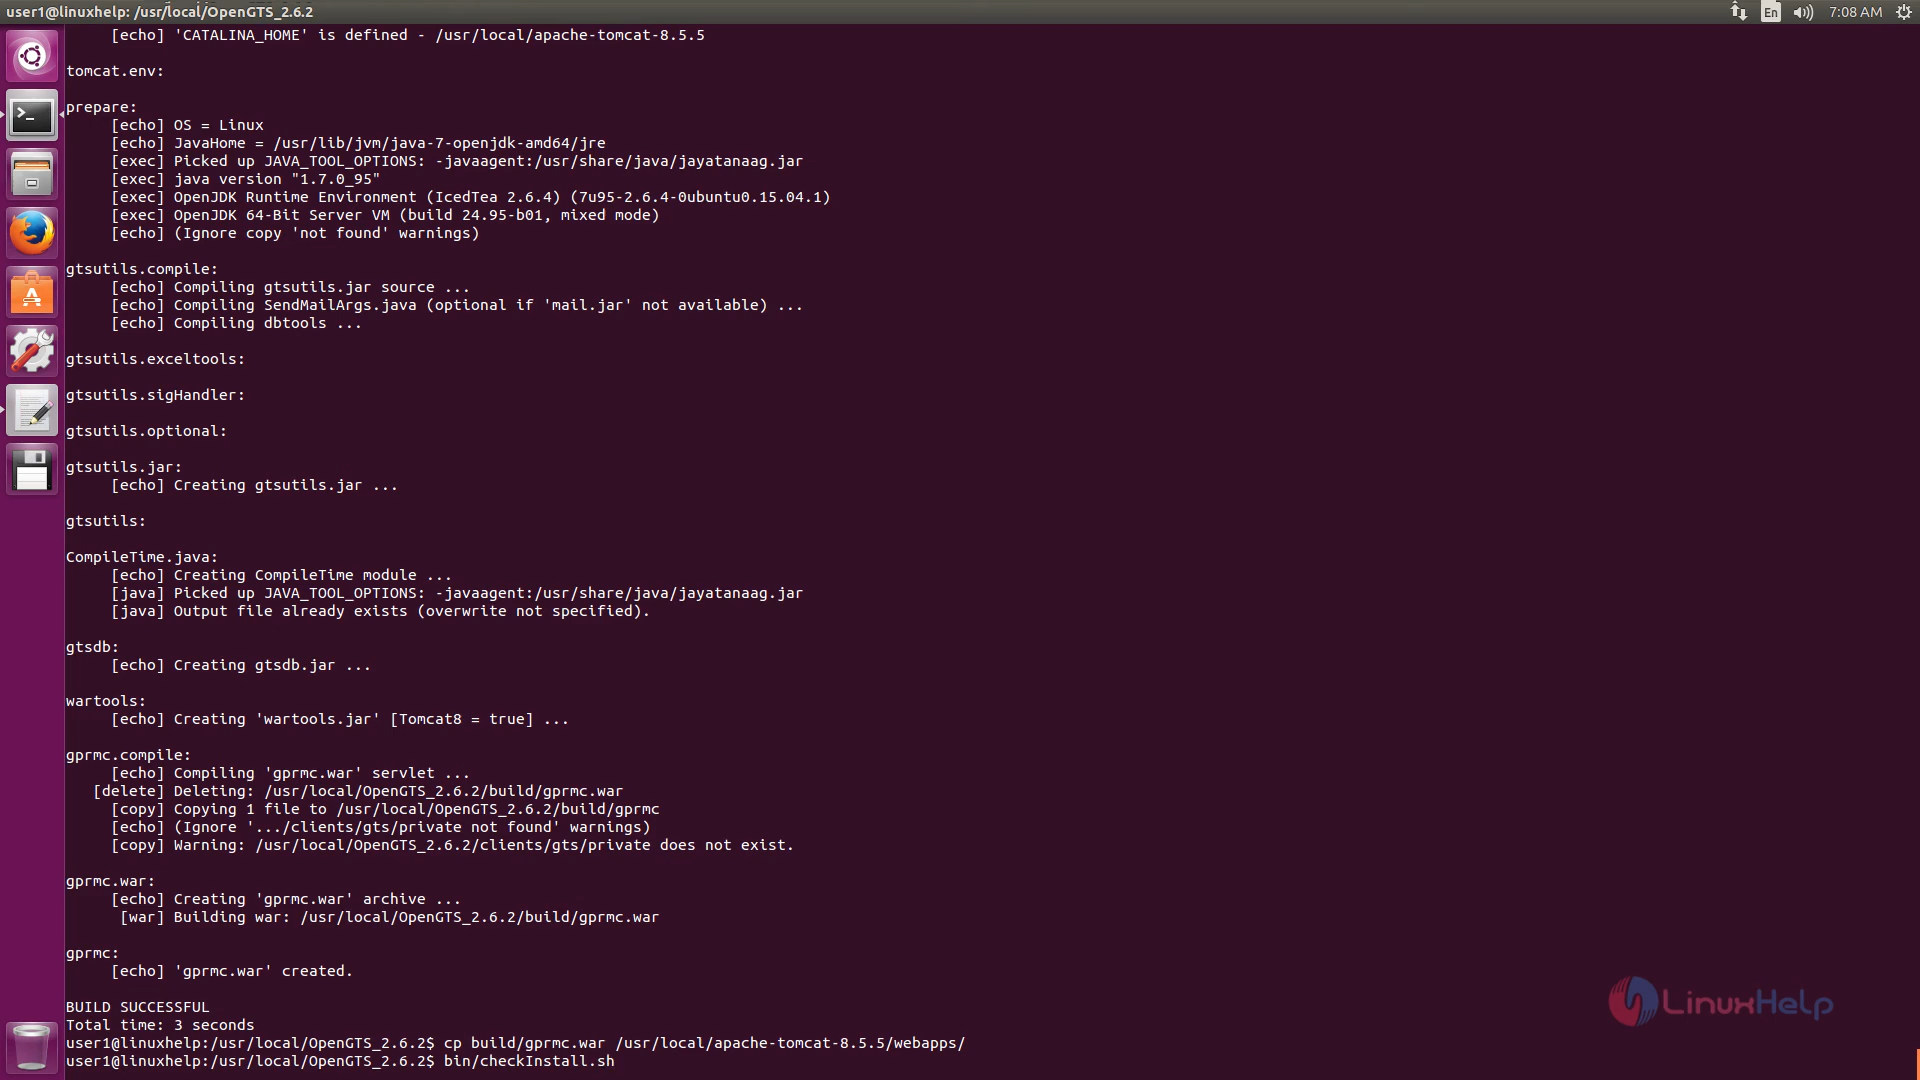 user1@linuxhelp: /usr/local/OpenGTS_2.6.2
En
7:08 AM
[echo] 'CATALINA_HOME' is defined - /usr/local/apache-tomcat-8.5.5
tomcat.env:
prepare:
[echo] OS = Linux
[echo] JavaHome = /usr/lib/jvm/java-7-openjdk-amd64/jre
[exec] Picked up JAVA_TOOL_OPTIONS: -javaagent:/usr/share/java/jayatanaag.jar
[exec] java version "1.7.0_95"
[exec] OpenJDK Runtime Environment (IcedTea 2.6.4) (7u95-2.6.4-0ubuntu0.15.04.1)
[exec] OpenJDK 64-Bit Server VM (build 24.95-b01, mixed mode)
[echo] (Ignore copy 'not found' warnings)
gtsutils.compile:
[echo] Compiling gtsutils.jar source ...
[echo] Compiling SendMailArgs.java (optional if 'mail.jar' not available) ...
[echo] Compiling dbtools ...
gtsutils.exceltools:
gtsutils.sigHandler:
gtsutils.optional:
gtsutils.jar:
[echo] Creating gtsutils.jar ...
gtsutils:
CompileTime.java:
[echo] Creating CompileTime module ...
[java] Picked up JAVA_TOOL_OPTIONS: -javaagent:/usr/share/java/jayatanaag.jar
[java] Output file already exists (overwrite not specified).
gtsdb:
[echo] Creating gtsdb.jar ...
wartools:
[echo] Creating 'wartools.jar' [Tomcat8 = true] ...
gprmc.compile:
[echo] Compiling 'gprmc.war' servlet ...
[delete] Deleting: /usr/local/OpenGTS_2.6.2/build/gprmc.war
[copy] Copying 1 file to /usr/local/OpenGTS_2.6.2/build/gprmc
[echo] (Ignore '.../clients/gts/private not found' warnings)
[copy] Warning: /usr/local/OpenGTS_2.6.2/clients/gts/private does not exist.
gprmc.war:
[echo] Creating 'gprmc.war' archive ...
[war] Building war: /usr/local/OpenGTS_2.6.2/build/gprmc.war
gprmc:
[echo] 'gprmc.war' created.
BUILD SUCCESSFUL
Total time: 3 seconds
user1@linuxhelp:/usr/local/OpenGTS_2.6.2$ cp build/gprmc.war /usr/local/apache-tomcat-8.5.5/webapps/
user1@linuxhelp:/usr/local/OpenGTS_2.6.2$ bin/checkInstall.sh
LinuxHelp